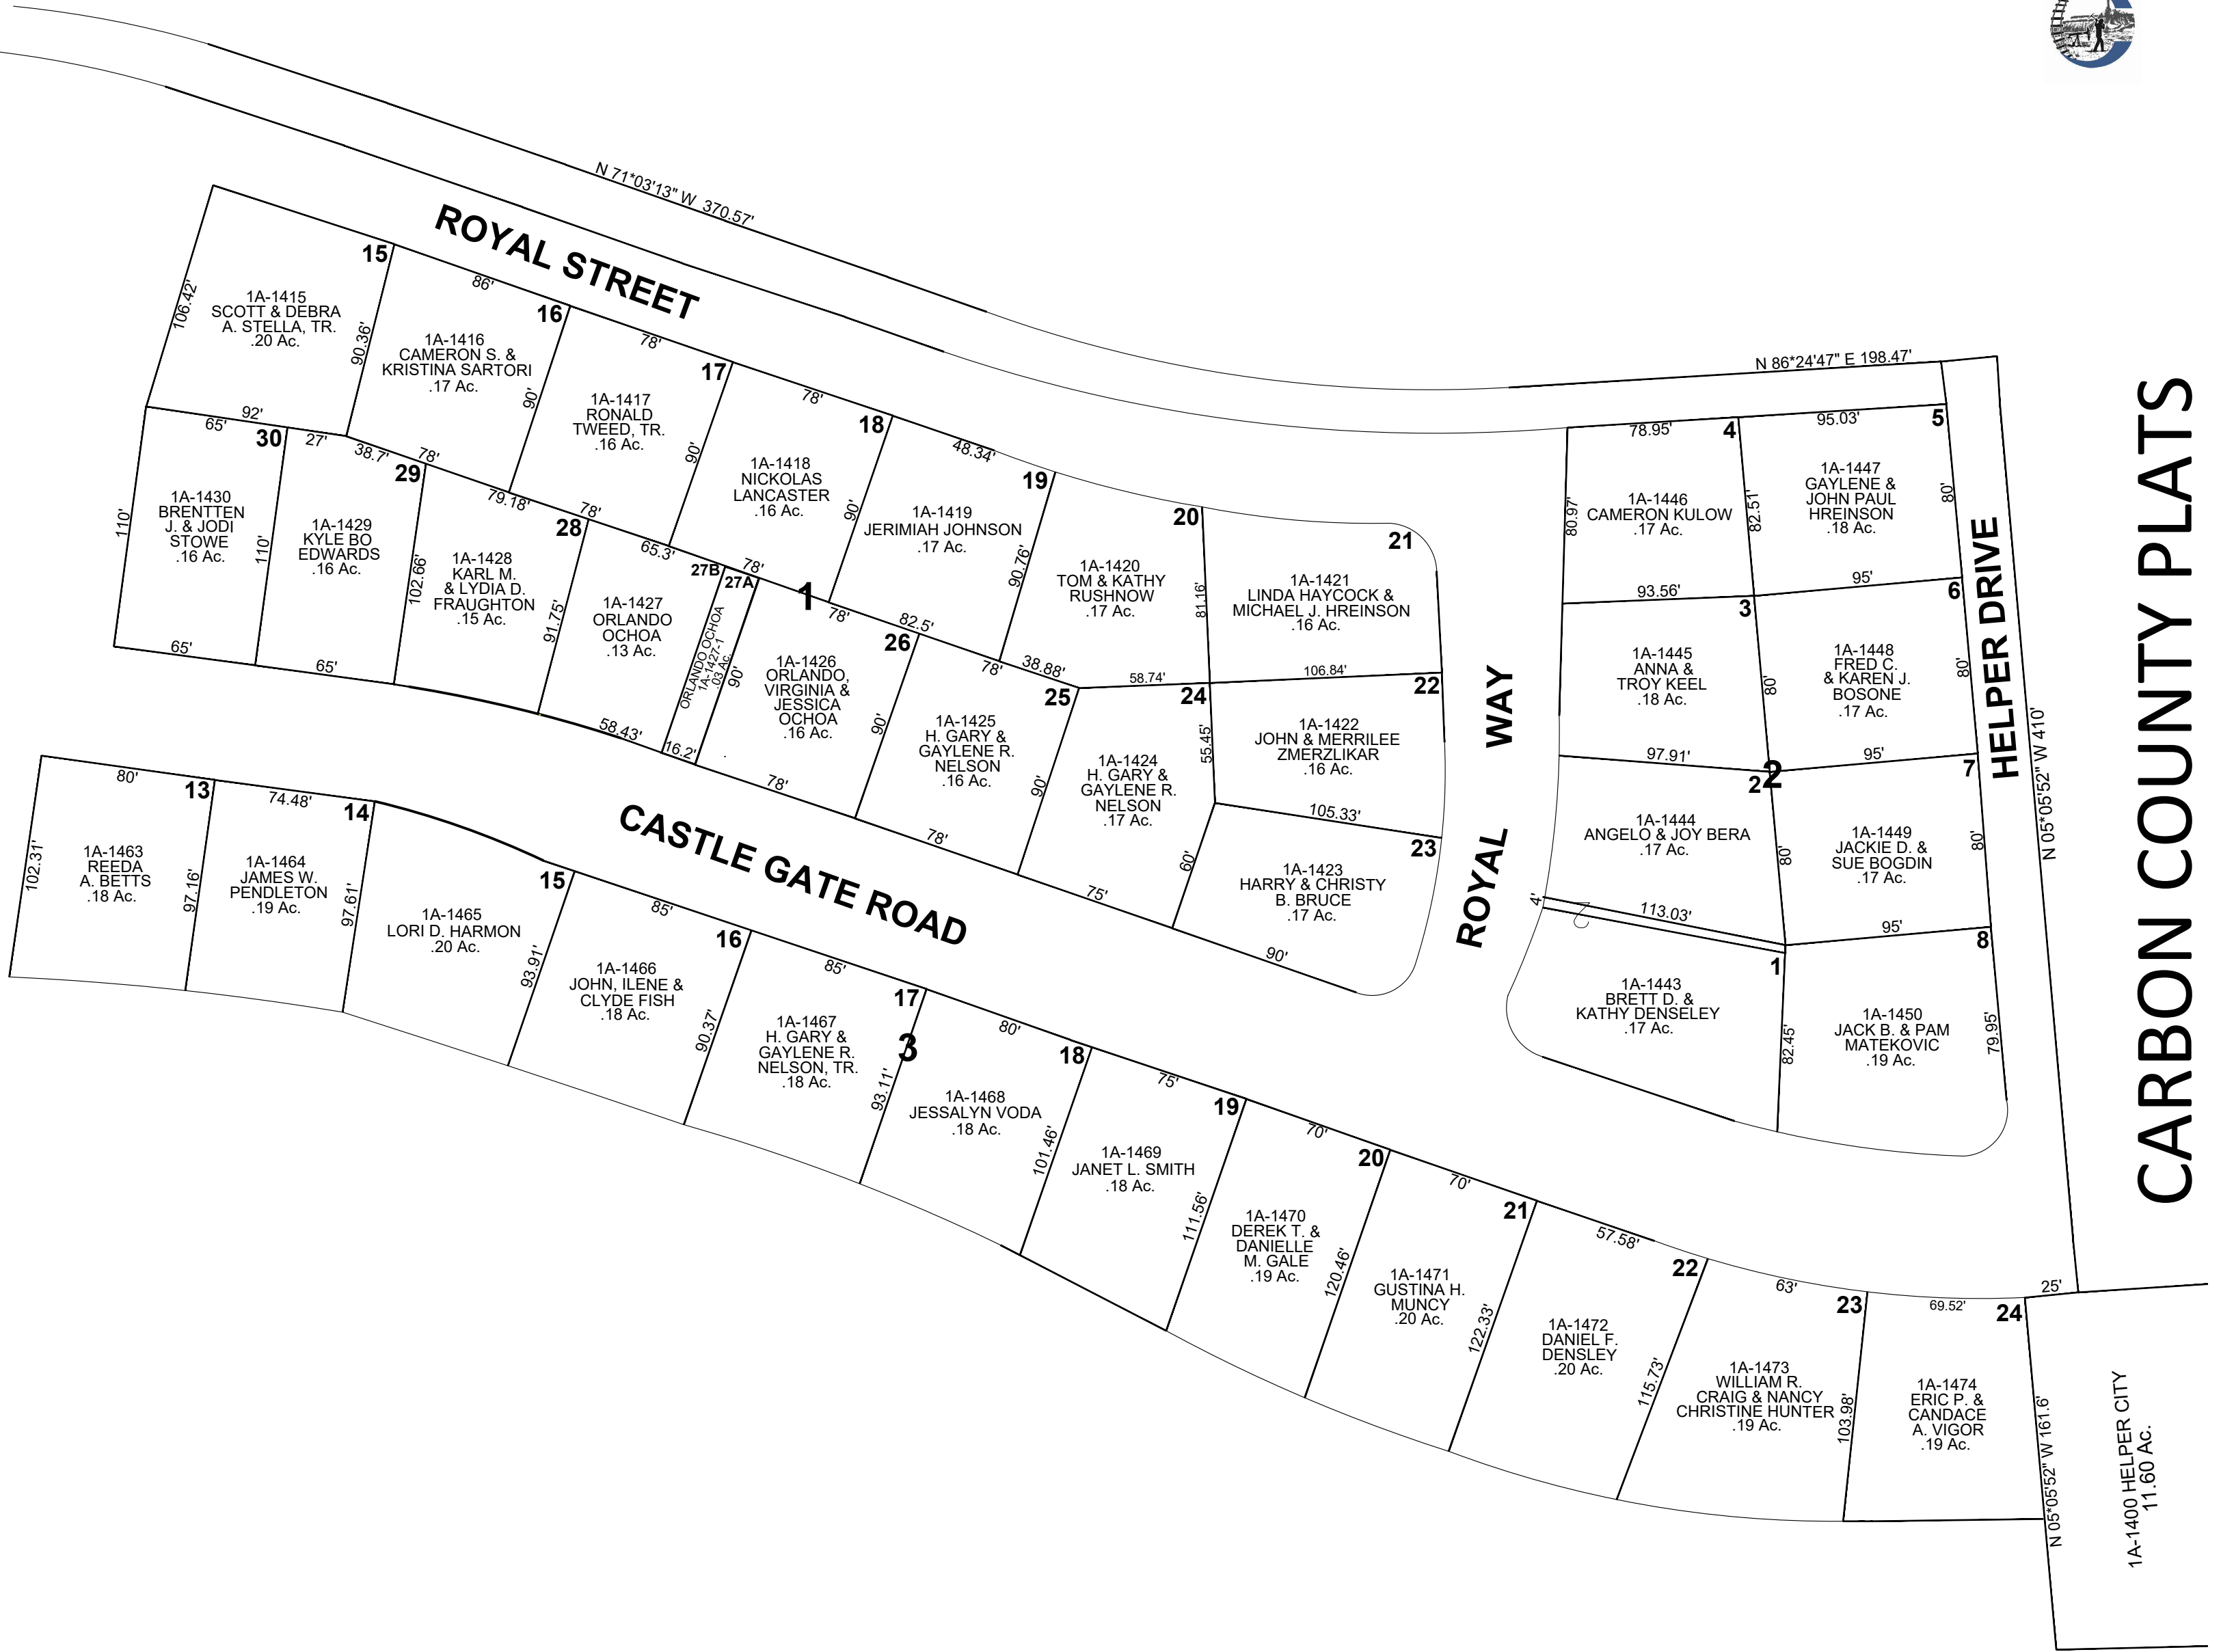 N 71*03'13" W 370.57'
ROYAL STREET
N 86*24'47" E 198.47'
CARBON COUNTY PLATS
HELPER DRIVE
N 05*05'52" W 410'
ROYAL WAY
ROYAL
CASTLE GATE ROAD
15
106.42'
1A-1415
SCOTT & DEBRA
A. STELLA, TR.
.20 Ac.
90.36'
92'
86'
16
1A-1416
CAMERON S. &
KRISTINA SARTORI
.17 Ac.
90'
78'
78'
17
1A-1417
RONALD
TWEED, TR.
.16 Ac.
90'
78'
78'
18
1A-1418
NICKOLAS
LANCASTER
.16 Ac.
90'
78'
48.34'
19
1A-1419
JERIMIAH JOHNSON
.17 Ac.
90.76'
82.5'
20
1A-1420
TOM & KATHY
RUSHNOW
.17 Ac.
81.16'
38.88'
58.74'
21
1A-1421
LINDA HAYCOCK &
MICHAEL J. HREINSON
.16 Ac.
106.84'
22
1A-1422
JOHN & MERRILEE
ZMERZLIKAR
.16 Ac.
55.45'
105.33'
23
1A-1423
HARRY & CHRISTY
B. BRUCE
.17 Ac.
60'
90'
24
1A-1424
H. GARY &
GAYLENE R.
NELSON
.17 Ac.
90'
75'
25
78'
1A-1425
H. GARY &
GAYLENE R.
NELSON
.16 Ac.
90'
78'
26
78'
1
1A-1426
ORLANDO,
VIRGINIA &
JESSICA
OCHOA
.16 Ac.
90'
78'
27A
27B
ORLANDO OCHOA
1A-1427-1
.03 Ac.
16.2'
65.3'
1A-1427
ORLANDO
OCHOA
.13 Ac.
58.43'
91.75'
28
79.18'
1A-1428
KARL M.
& LYDIA D.
FRAUGHTON
.15 Ac.
102.66'
29
38.7'
27'
1A-1429
KYLE BO
EDWARDS
.16 Ac.
110'
65'
30
65'
1A-1430
BRENTTEN
J. & JODI
STOWE
.16 Ac.
110'
65'
78.95'
4
80.97'
1A-1446
CAMERON KULOW
.17 Ac.
82.51'
93.56'
95.03'
5
1A-1447
GAYLENE &
JOHN PAUL
HREINSON
.18 Ac.
80'
95'
3
1A-1445
ANNA &
TROY KEEL
.18 Ac.
80'
97.91'
6
1A-1448
FRED C.
& KAREN J.
BOSONE
.17 Ac.
80'
95'
2
2
1A-1444
ANGELO & JOY BERA
.17 Ac.
80'
113.03'
4'
7
1A-1449
JACKIE D. &
SUE BOGDIN
.17 Ac.
80'
95'
1
1A-1443
BRETT D. &
KATHY DENSELEY
.17 Ac.
82.45'
8
1A-1450
JACK B. & PAM
MATEKOVIC
.19 Ac.
79.95'
80'
13
102.31'
1A-1463
REEDA
A. BETTS
.18 Ac.
97.16'
74.48'
14
1A-1464
JAMES W.
PENDLETON
.19 Ac.
97.61'
15
1A-1465
LORI D. HARMON
.20 Ac.
93.91'
85'
16
1A-1466
JOHN, ILENE &
CLYDE FISH
.18 Ac.
90.37'
85'
17
3
1A-1467
H. GARY &
GAYLENE R.
NELSON, TR.
.18 Ac.
93.11'
80'
18
1A-1468
JESSALYN VODA
.18 Ac.
101.46'
75'
19
1A-1469
JANET L. SMITH
.18 Ac.
111.56'
70'
20
1A-1470
DEREK T. &
DANIELLE
M. GALE
.19 Ac.
120.46'
70'
21
1A-1471
GUSTINA H.
MUNCY
.20 Ac.
122.33'
57.58'
22
1A-1472
DANIEL F.
DENSLEY
.20 Ac.
115.73'
63'
23
1A-1473
WILLIAM R.
CRAIG & NANCY
CHRISTINE HUNTER
.19 Ac.
103.98'
69.52'
24
1A-1474
ERIC P. &
CANDACE
A. VIGOR
.19 Ac.
25'
N 05*05'52" W 161.6'
1A-1400 HELPER CITY
11.60 Ac.